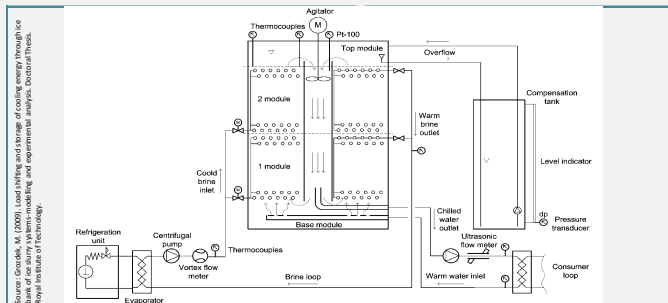 Source: Grozdek, M. (2009). Load shifting and storage of cooling energy through ice
bank of ice slurry systems-modelling and experimental analysis. Doctoral Thesis.
Royal Institute of Technology.
Agitator
M
Thermocouples
Pt-100
Top module
Overflow
Compensation
tank
2 module
Warm
brine
outlet
M
1 module
Level indicator
Coold
brine
inlet
M
Chilled
water
outlet
dp
Pressure
transducer
Base module
Refrigeration
unit
Centrifugal
pump
Thermocouples
Vortex flow
meter
Ultrasonic
flow meter
Consumer
loop
Brine loop
Warm water inlet
Evaporator